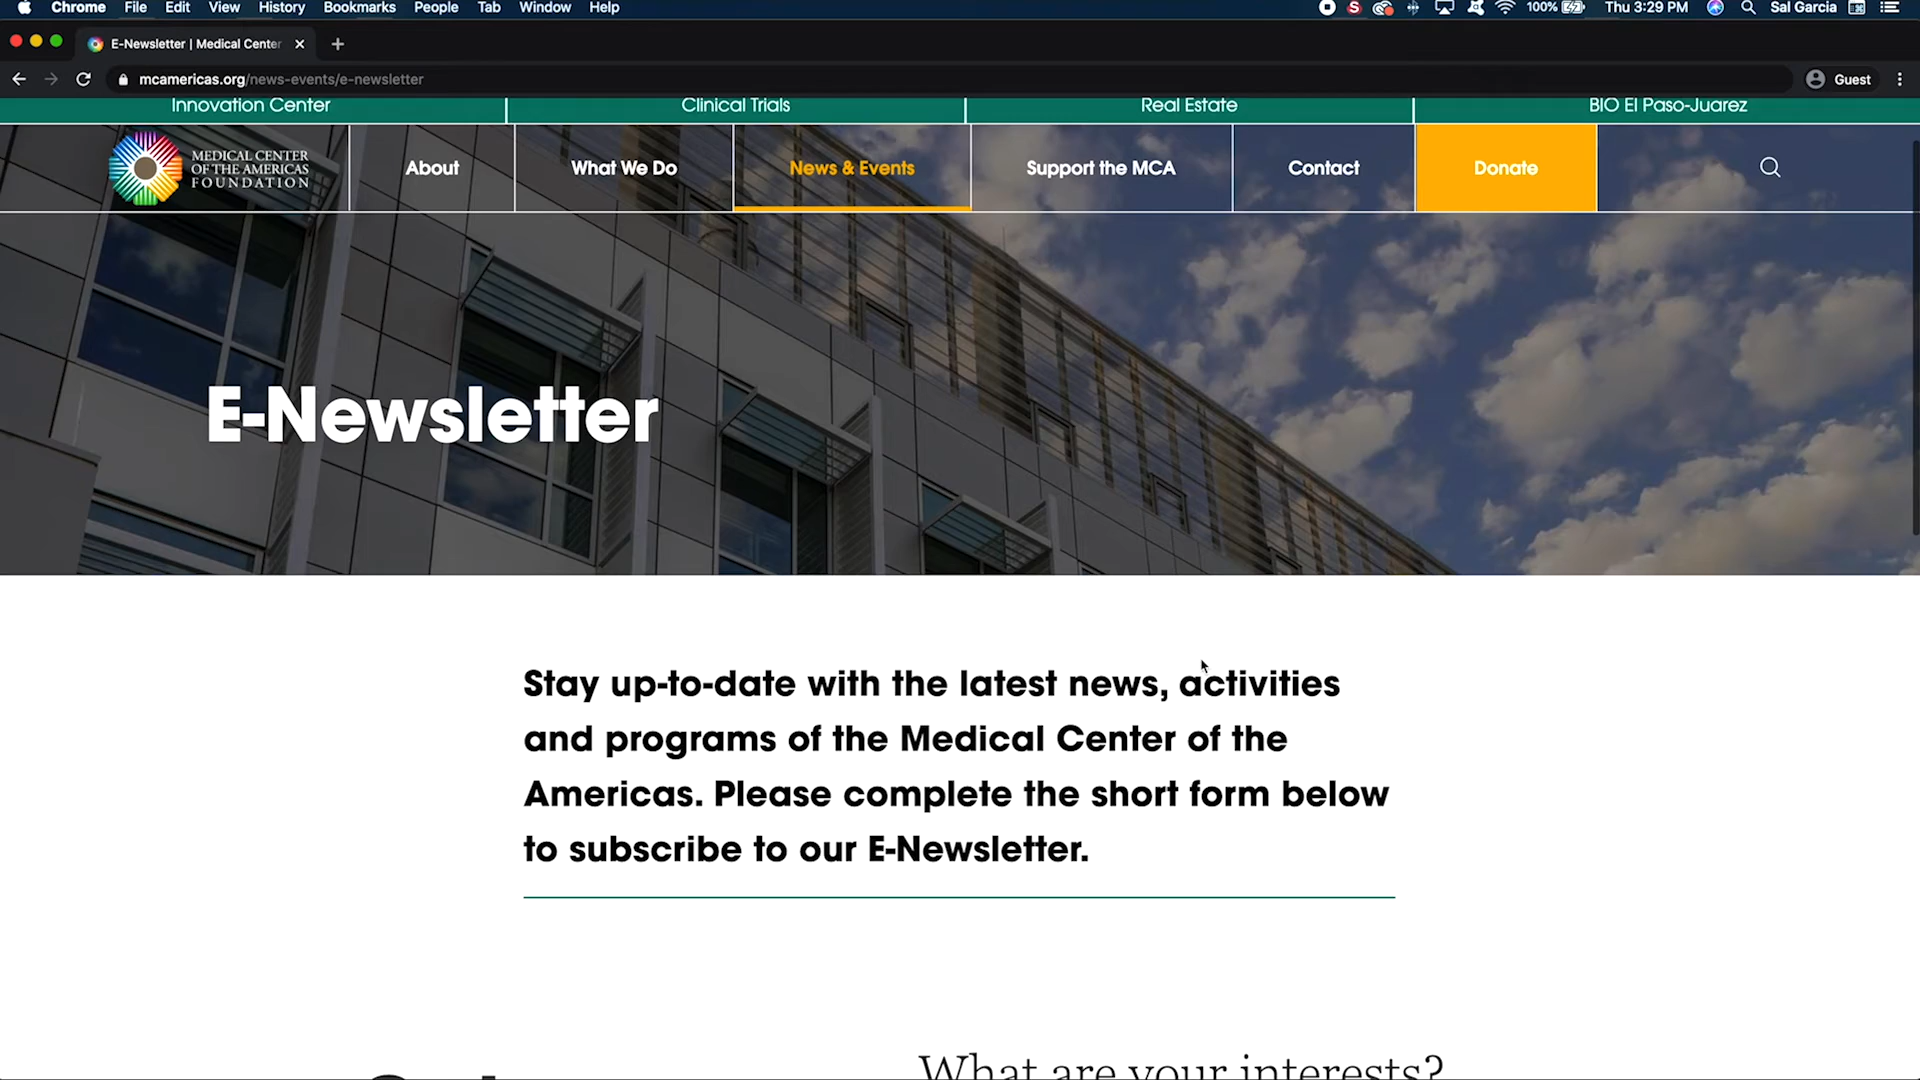 Chrome File Edit View History Bookmarks People Tab Window Help 100% Thu 3:29 PM Sal Garcia
E-Newsletter | Medical Center
mcamericas.org/news-events/e-newsletter Guest
Innovation Center Clinical Trials Real Estate BIO El Paso-Juarez
MEDICAL CENTER
OF THE AMERICAS
FOUNDATION
About What We Do News & Events Support the MCA Contact Donate
E-Newsletter
Stay up-to-date with the latest news, activities
and programs of the Medical Center of the
Americas. Please complete the short form below
to subscribe to our E-Newsletter.
What are your interests?